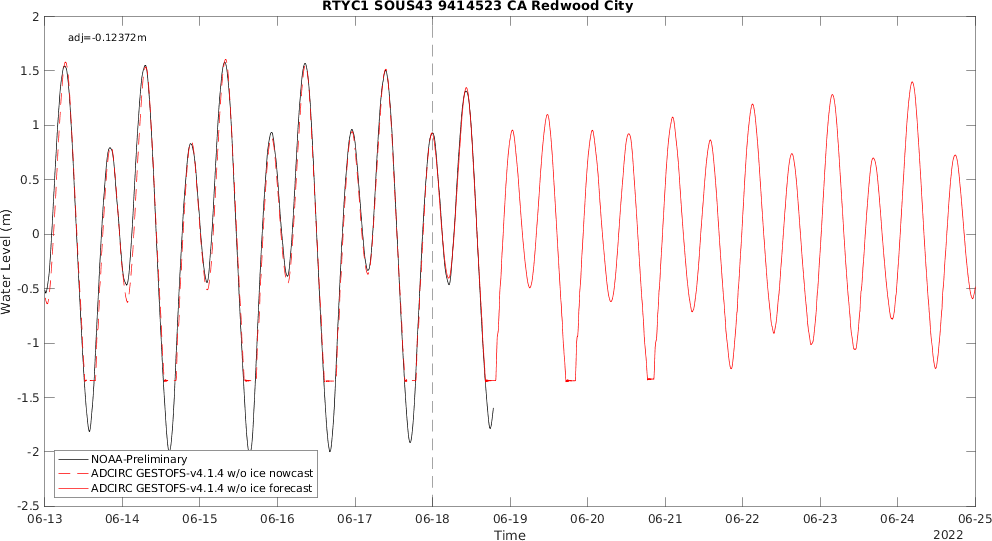 RTYC1 SOUS43 9414523 CA Redwood City
adj=-0.12372m
Water Level (m)
2
1.5
1
0.5
0
-0.5
-1
-1.5
-2
-2.5
NOAA-Preliminary
ADCIRC GESTOFS-v4.1.4 w/o ice nowcast
ADCIRC GESTOFS-v4.1.4 w/o ice forecast
06-13 06-14 06-15 06-16 06-17 06-18 06-19 06-20 06-21 06-22 06-23 06-24 06-25
Time
2022